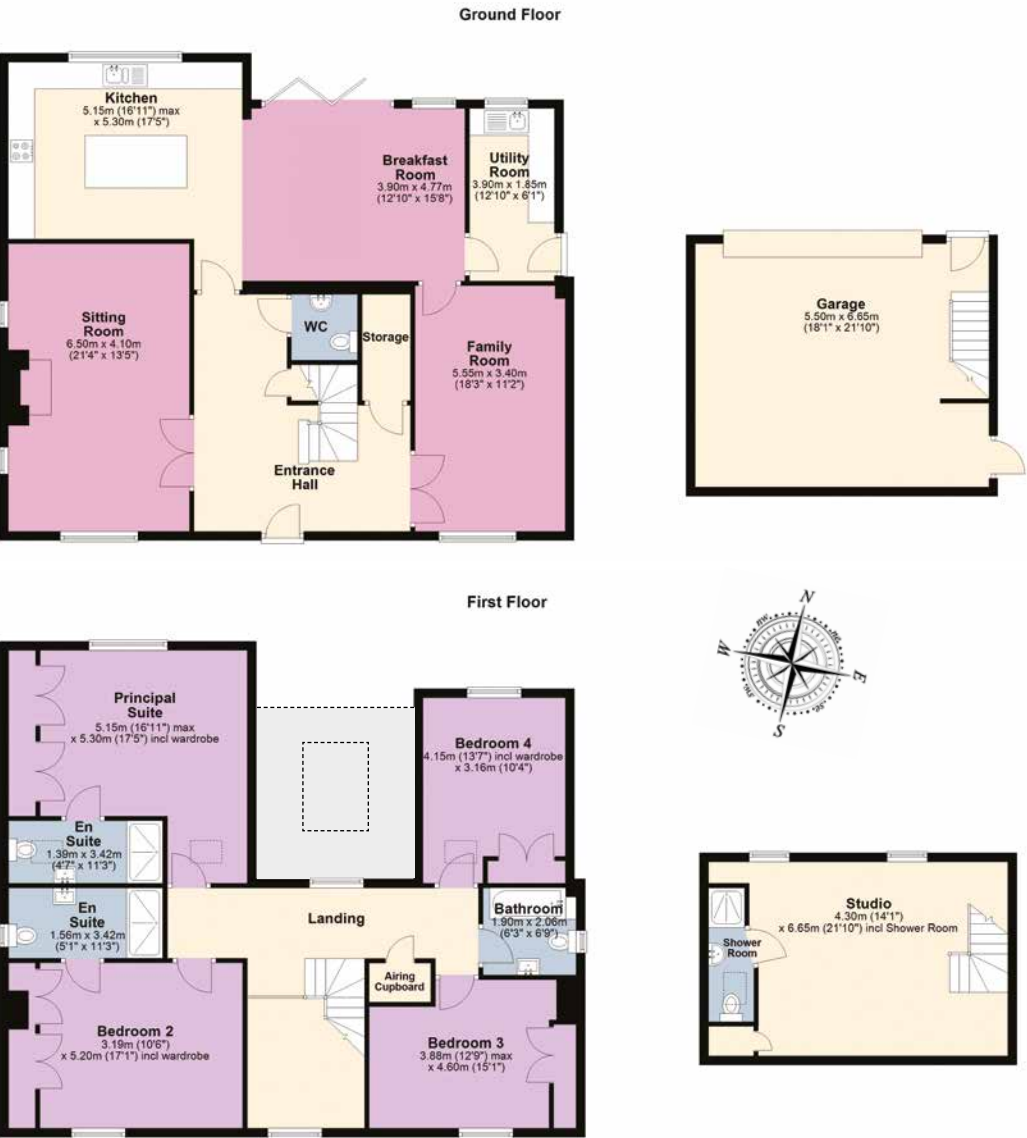 Ground Floor
Kitchen
5.15m (16'11") max
x 5.30m (17'5")
Breakfast
Room
3.90m x 4.77m
(12'10" x 15'8")
Utility
Room
3.90m x 1.85m
(12'10" x 6'1")
Sitting
Room
6.50m x 4.10m
(21'4" x 13'5")
WC
Storage
Family
Room
5.55m x 3.40m
(18'3" x 11'2")
Entrance
Hall
Garage
5.50m x 6.65m
(18'1" x 21'10")
First Floor
N
nw
ne
W
E
sw
se
S
Principal
Suite
5.15m (16'11") max
x 5.30m (17'5") incl wardrobe
Bedroom 4
4.15m (13'7") incl wardrobe
x 3.16m (10'4")
En
Suite
1.39m x 3.42m
(4'7" x 11'3")
En
Suite
1.56m x 3.42m
(5'1" x 11'3")
Landing
Bathroom
1.90m x 2.06m
(6'3" x 6'9")
Airing
Cupboard
Bedroom 2
3.19m (10'6")
x 5.20m (17'1") incl wardrobe
Bedroom 3
3.88m (12'9") max
x 4.60m (15'1")
Studio
4.30m (14'1")
x 6.65m (21'10") incl Shower Room
Shower
Room